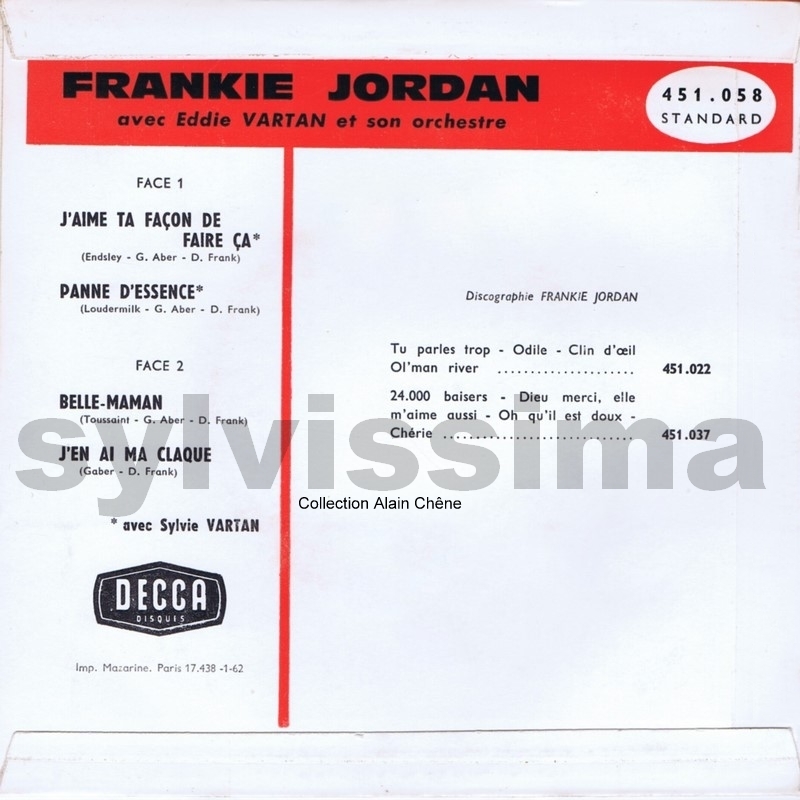 FRANKIE JORDAN
avec Eddie VARTAN et son orchestre
451.058
STANDARD
FACE 1
J'AIME TA FAÇON DE
FAIRE ÇA*
(Endsley - G. Aber - D. Frank)
PANNE D'ESSENCE*
(Loudermilk - G. Aber - D. Frank)
FACE 2
BELLE-MAMAN
(Toussaint - G. Aber - D. Frank)
J'EN AI MA CLAQUE
(Gaber - D. Frank)
* avec Sylvie VARTAN
DECCA
DISQUES
Imp. Mazarine. Paris 17.438 -1-62
Discographie FRANKIE JORDAN
Tu parles trop - Odile - Clin d'œil
Ol'man river ...................... 451.022
24.000 baisers - Dieu merci, elle
m'aime aussi - Oh qu'il est doux -
Chérie ............................. 451.037
sylvissima
Collection Alain Chêne